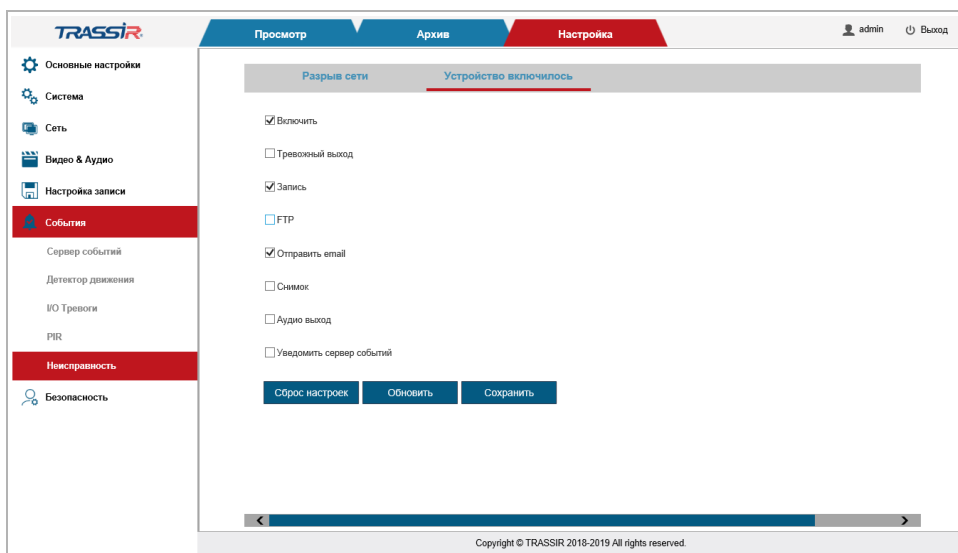 TRASSIR
Просмотр
Архив
Настройка
admin
Выход
Основные настройки
Система
Сеть
Видео & Аудио
Настройка записи
События
Сервер событий
Детектор движения
I/O Тревоги
PIR
Неисправность
Безопасность
Разрыв сети
Устройство включилось
Включить
Тревожный выход
Запись
FTP
Отправить email
Снимок
Аудио выход
Уведомить сервер событий
Сброс настроек
Обновить
Сохранить
Copyright © TRASSIR 2018-2019 All rights reserved.